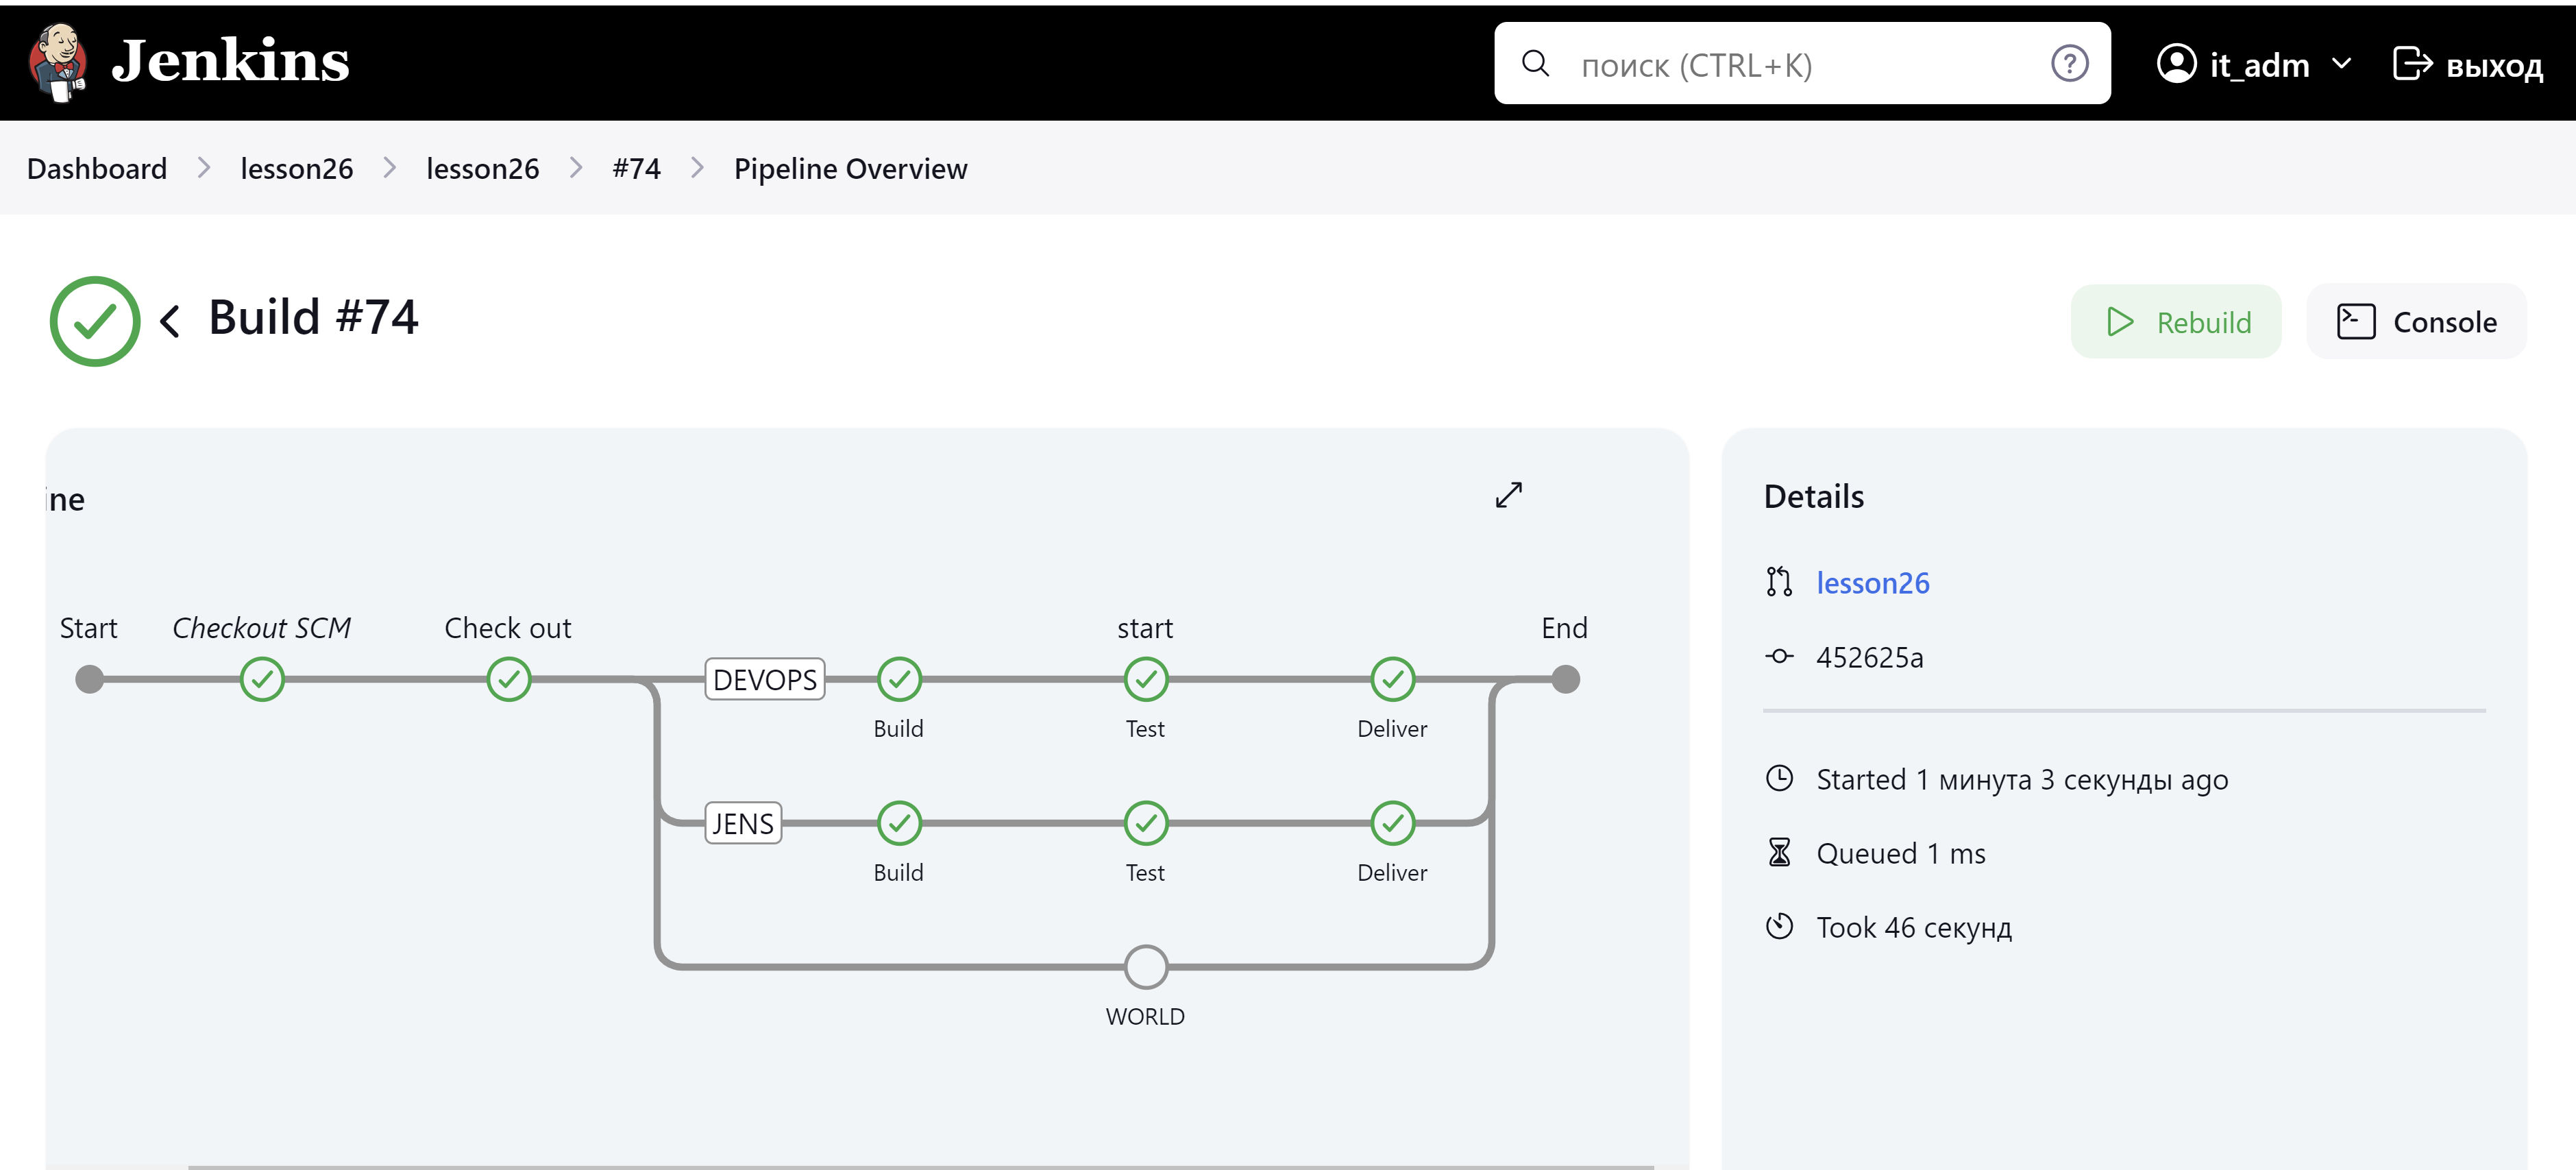 Jenkins
поиск (CTRL+K)
it_adm
выход
Dashboard
lesson26
lesson26
#74
Pipeline Overview
Build #74
Rebuild
Console
ine
Details
lesson26
452625a
Started 1 минута 3 секунды ago
Queued 1 ms
Took 46 секунд
Start
Checkout SCM
Check out
start
End
DEVOPS
Build
Test
Deliver
JENS
Build
Test
Deliver
WORLD